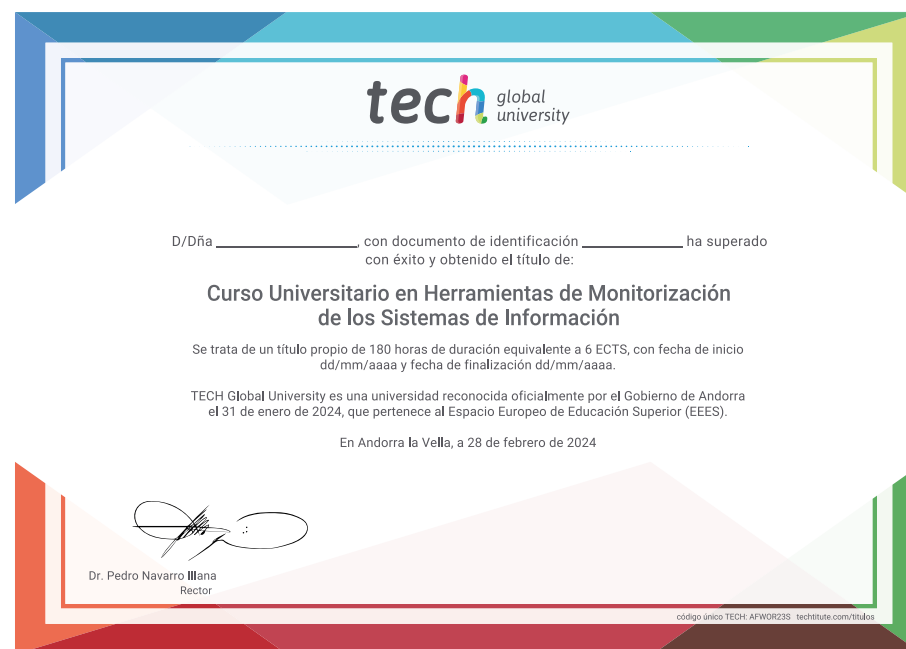 tech global university
D/Dña ______________, con documento de identificación __________ ha superado
con éxito y obtenido el título de:
Curso Universitario en Herramientas de Monitorización
de los Sistemas de Información
Se trata de un título propio de 180 horas de duración equivalente a 6 ECTS, con fecha de inicio
dd/mm/aaaa y fecha de finalización dd/mm/aaaa.
TECH Global University es una universidad reconocida oficialmente por el Gobierno de Andorra
el 31 de enero de 2024, que pertenece al Espacio Europeo de Educación Superior (EEES).
En Andorra la Vella, a 28 de febrero de 2024
Dr. Pedro Navarro Illana
Rector
código único TECH: AFWOR23S techtitute.com/titulos